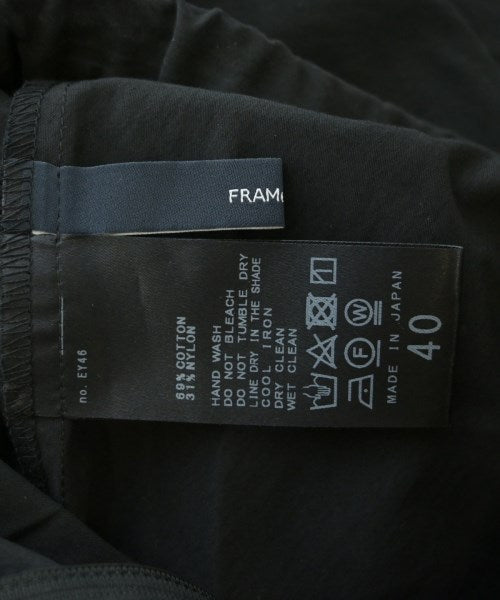 FRAM
no. EY46
69% COTTON
31% NYLON
HAND WASH
DO NOT BLEACH
DO NOT TUMBLE DRY
LINE DRY IN THE SHADE
COOL IRON
DRY CLEAN
WET CLEAN
F
W
MADE IN JAPAN
40